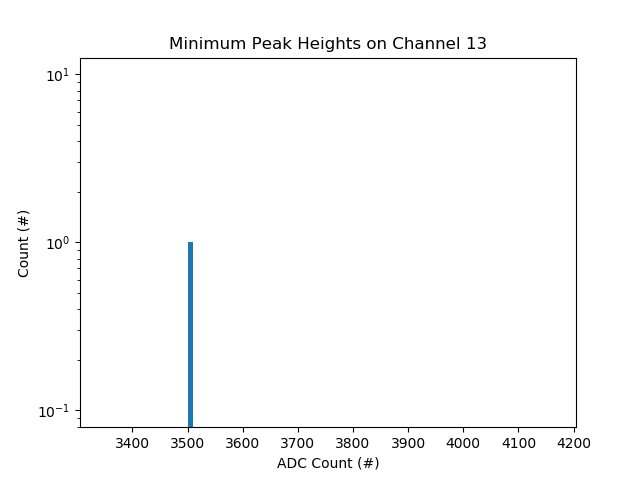 Minimum Peak Heights on Channel 13
10¹
10⁰
10⁻¹
Count (#)
3400 3500 3600 3700 3800 3900 4000 4100 4200
ADC Count (#)